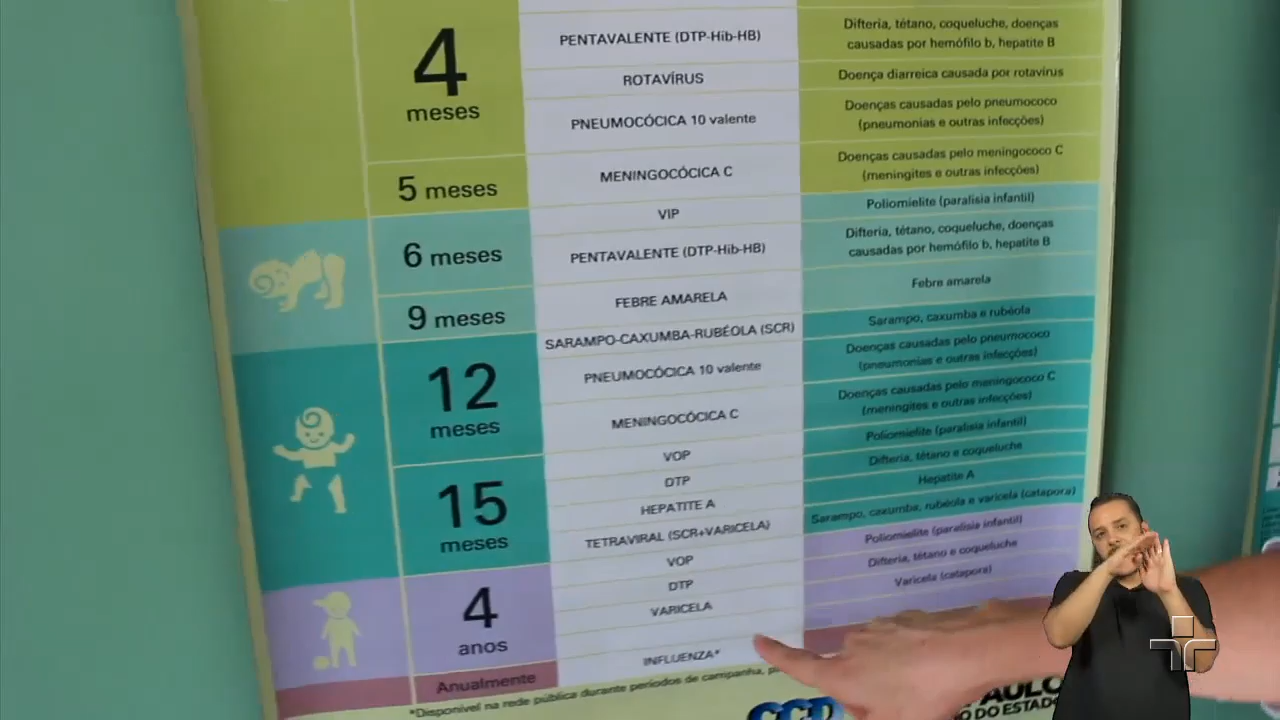 4
meses
PENTAVALENTE (DTP-Hib-HB)
Difteria, tétano, coqueluche, doenças
causadas por hemófilo b, hepatite B
ROTAVÍRUS
Doença diarreica causada por rotavírus
PNEUMOCÓCICA 10 valente
Doenças causadas pelo pneumococo
(pneumonias e outras infecções)
5 meses
MENINGOCÓCICA C
Doenças causadas pelo meningococo C
(meningites e outras infecções)
6 meses
VIP
Poliomielite (paralisia infantil)
PENTAVALENTE (DTP-Hib-HB)
Difteria, tétano, coqueluche, doenças
causadas por hemófilo b, hepatite B
9 meses
FEBRE AMARELA
Febre amarela
12
meses
SARAMPO-CAXUMBA-RUBÉOLA (SCR)
Sarampo, caxumba e rubéola
PNEUMOCÓCICA 10 valente
Doenças causadas pelo pneumococo
(pneumonias e outras infecções)
MENINGOCÓCICA C
Doenças causadas pelo meningococo C
(meningites e outras infecções)
15
meses
VOP
Poliomielite (paralisia infantil)
DTP
Difteria, tétano e coqueluche
HEPATITE A
Hepatite A
TETRAVIRAL (SCR+VARICELA)
Sarampo, caxumba, rubéola e varicela (catapora)
4
anos
VOP
Poliomielite (paralisia infantil)
DTP
Difteria, tétano e coqueluche
VARICELA
Varicela (catapora)
Anualmente
INFLUENZA*
*Disponível na rede pública durante períodos de campanha,
CCD
PAULO
DO ESTADO